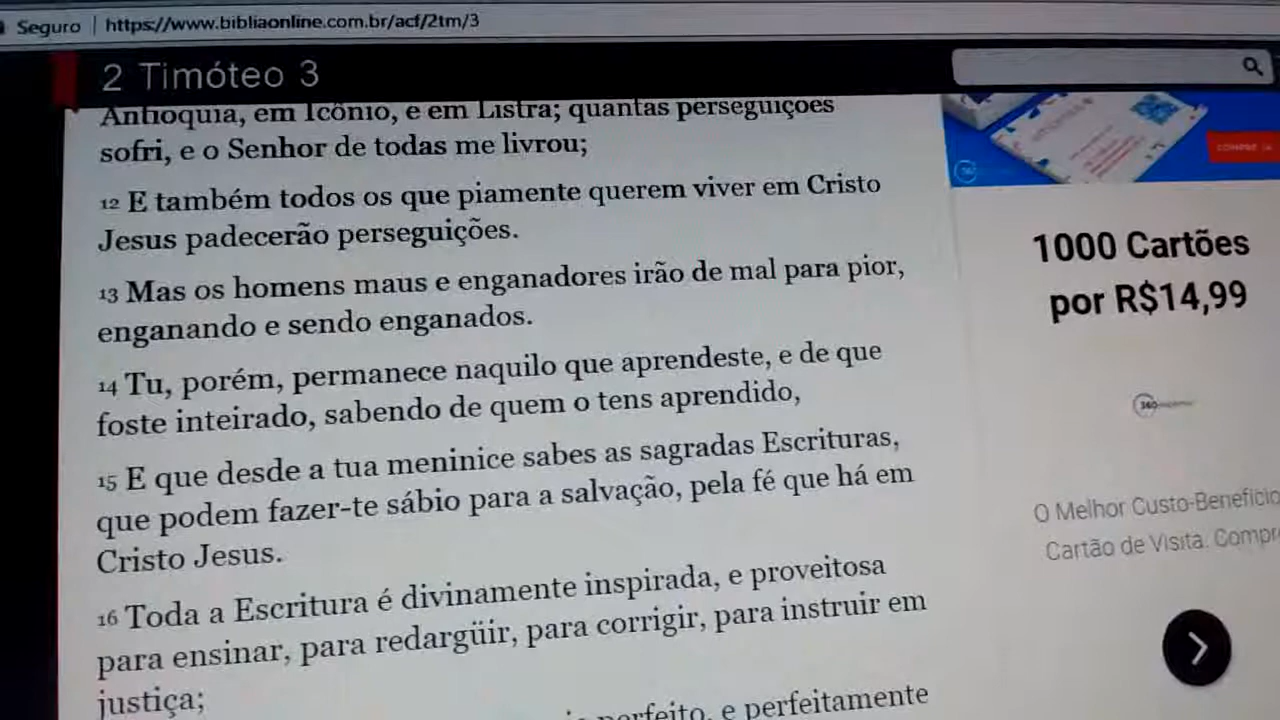 Seguro | https://www.bibliaonline.com.br/acf/2tm/3
2 Timóteo 3
Antioquia, em Icônio, e em Listra; quantas perseguições
sofri, e o Senhor de todas me livrou;
12 E também todos os que piamente querem viver em Cristo
Jesus padecerão perseguições.
13 Mas os homens maus e enganadores irão de mal para pior,
enganando e sendo enganados.
14 Tu, porém, permanece naquilo que aprendeste, e de que
foste inteirado, sabendo de quem o tens aprendido,
15 E que desde a tua meninice sabes as sagradas Escrituras,
que podem fazer-te sábio para a salvação, pela fé que há em
Cristo Jesus.
16 Toda a Escritura é divinamente inspirada, e proveitosa
para ensinar, para redargüir, para corrigir, para instruir em
justiça;
perfeito, e perfeitamente
COMPRE JÁ
1000 Cartões
por R$14,99
360
O Melhor Custo-Benefício
Cartão de Visita. Compr